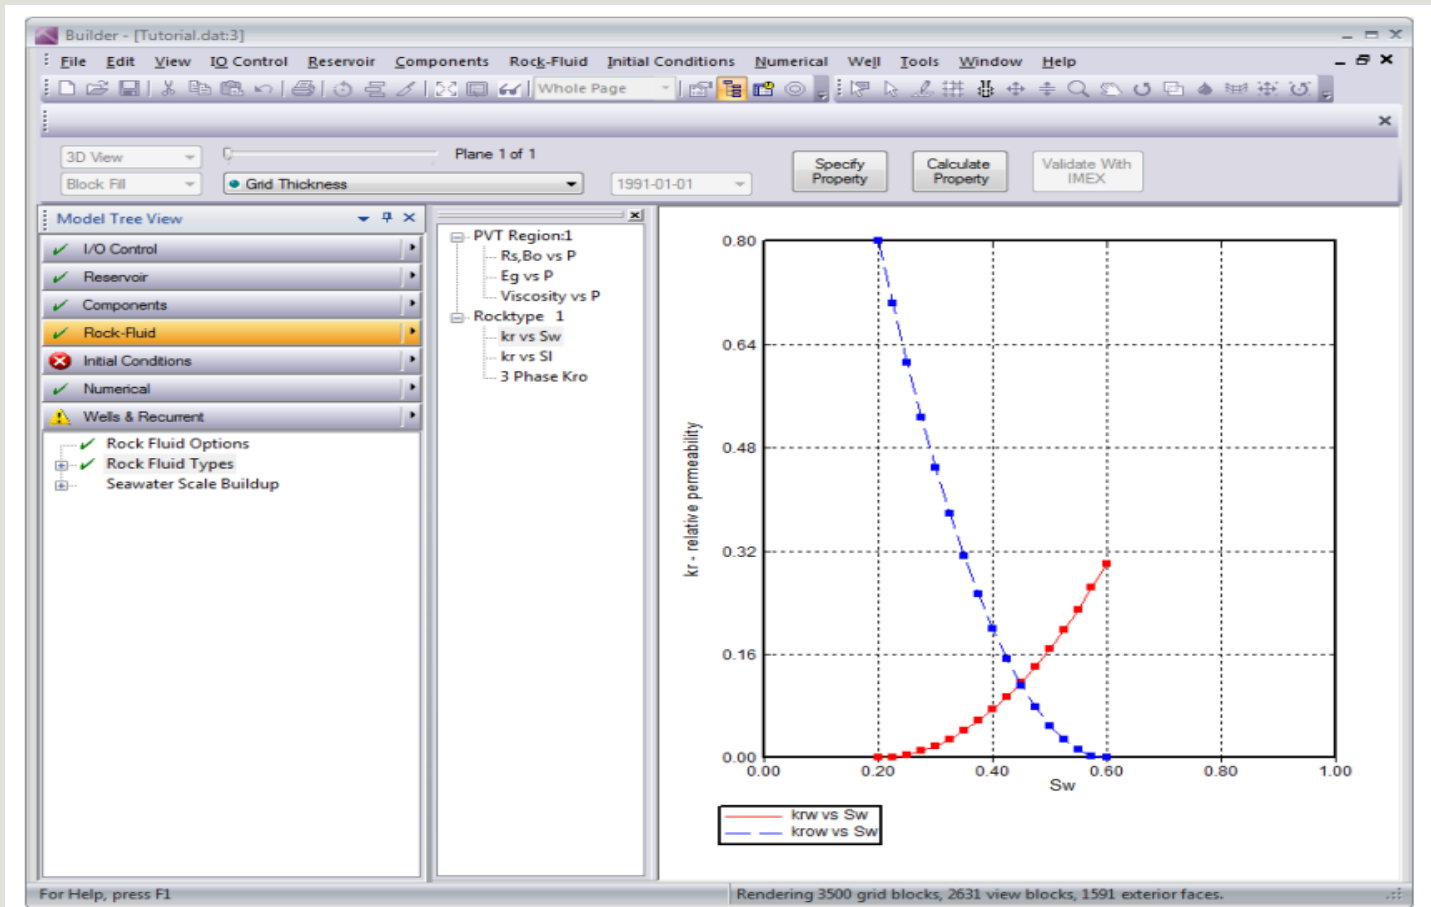 Builder - [Tutorial.dat:3]
File Edit View IO Control Reservoir Components Rock-Fluid Initial Conditions Numerical Well Tools Window Help
Whole Page
3D View Plane 1 of 1
Block Fill Grid Thickness 1991-01-01
Specify Property
Calculate Property
Validate With IMEX
Model Tree View
I/O Control
Reservoir
Components
Rock-Fluid
Initial Conditions
Numerical
Wells & Recurrent
Rock Fluid Options
Rock Fluid Types
Seawater Scale Buildup
PVT Region:1
Rs,Bo vs P
Eg vs P
Viscosity vs P
Rocktype 1
kr vs Sw
kr vs Sl
3 Phase Kro
kr - relative permeability
0.80
0.64
0.48
0.32
0.16
0.00
0.00 0.20 0.40 0.60 0.80 1.00
Sw
krw vs Sw
krow vs Sw
For Help, press F1
Rendering 3500 grid blocks, 2631 view blocks, 1591 exterior faces.